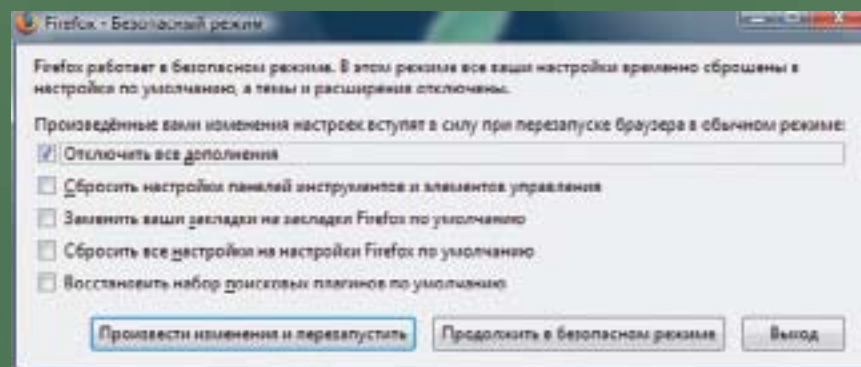 Firefox - Безопасный режим
Firefox работает в безопасном режиме. В этом режиме все ваши настройки временно сброшены в
настройки по умолчанию, а темы и расширения отключены.
Произведённые вами изменения настроек вступят в силу при перезапуске браузера в обычном режиме:
Отключить все дополнения
Сбросить настройки панелей инструментов и элементов управления
Заменить ваши закладки на закладки Firefox по умолчанию
Сбросить все настройки на настройки Firefox по умолчанию
Восстановить набор поисковых плагинов по умолчанию
Произвести изменения и перезапустить Продолжить в безопасном режиме Выход